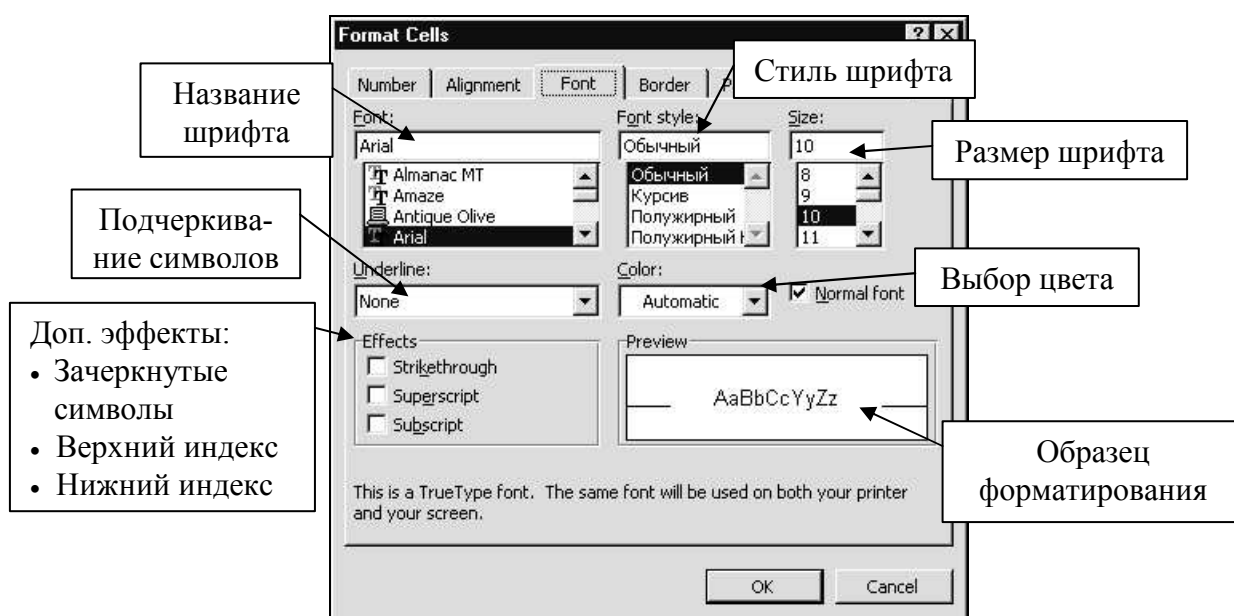 Format Cells
Стиль шрифта
Number Alignment Font Border P
Название
шрифта
Font: Font style: Size:
Arial Обычный 10
Размер шрифта
Almanac MT Обычный 8
Amaze Курсив 9
Antique Olive Полужирный 10
Arial Полужирный 11
Подчеркива-
ние символов
Underline: Color:
Выбор цвета
None Automatic Normal font
Доп. эффекты:
• Зачеркнутые
символы
• Верхний индекс
• Нижний индекс
Effects Preview
Strikethrough
Superscript
Subscript
AaBbCcYyZz
Образец
форматирования
This is a TrueType font. The same font will be used on both your printer
and your screen.
OK Cancel